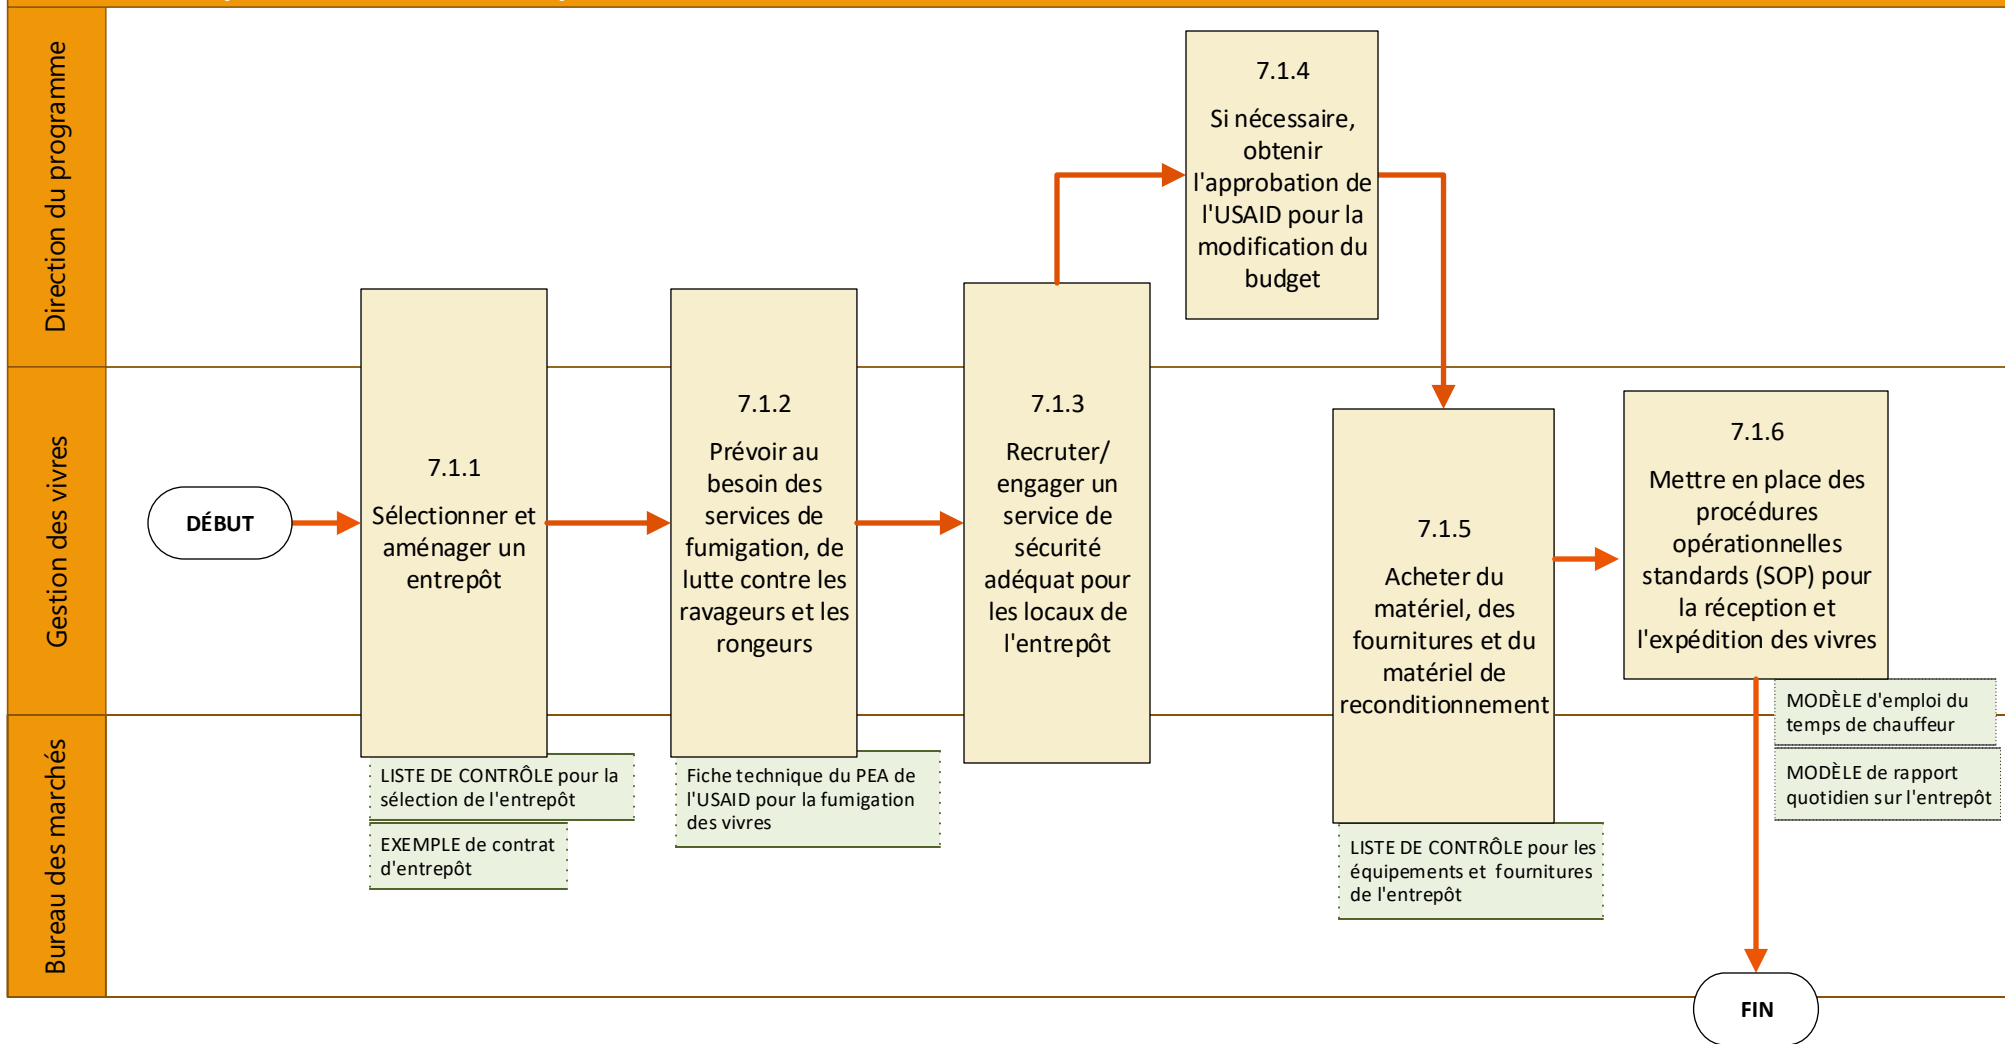 Direction du programme
Gestion des vivres
Bureau des marchés
DÉBUT
7.1.1
Sélectionner et
aménager un
entrepôt
LISTE DE CONTRÔLE pour la
sélection de l'entrepôt
EXEMPLE de contrat
d'entrepôt
7.1.2
Prévoir au
besoin des
services de
fumigation, de
lutte contre les
ravageurs et les
rongeurs
Fiche technique du PEA de
l'USAID pour la fumigation
des vivres
7.1.3
Recruter/
engager un
service de
sécurité
adéquat pour
les locaux de
l'entrepôt
7.1.4
Si nécessaire,
obtenir
l'approbation de
l'USAID pour la
modification du
budget
7.1.5
Acheter du
matériel, des
fournitures et du
matériel de
reconditionnement
LISTE DE CONTRÔLE pour les
équipements et fournitures
de l'entrepôt
7.1.6
Mettre en place des
procédures
opérationnelles
standards (SOP) pour
la réception et
l'expédition des vivres
MODÈLE d'emploi du
temps de chauffeur
MODÈLE de rapport
quotidien sur l'entrepôt
FIN